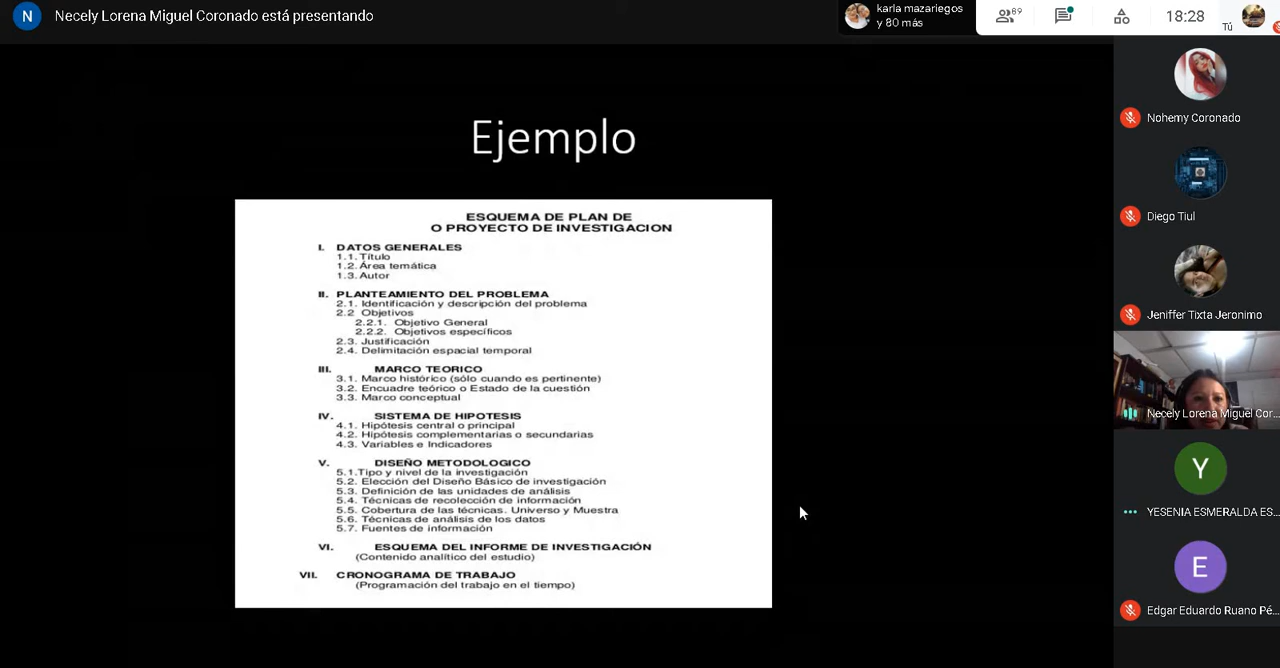 N
Necely Lorena Miguel Coronado está presentando
karla mazariegos
y 80 más
89
18:28
Tú
Ejemplo
ESQUEMA DE PLAN DE
O PROYECTO DE INVESTIGACION
I. DATOS GENERALES
1.1. Título
1.2. Área temática
1.3. Autor
II. PLANTEAMIENTO DEL PROBLEMA
2.1. Identificación y descripción del problema
2.2 Objetivos
2.2.1. Objetivo General
2.2.2. Objetivos específicos
2.3. Justificación
2.4. Delimitación espacial temporal
III. MARCO TEORICO
3.1. Marco histórico (sólo cuando es pertinente)
3.2. Encuadre teórico o Estado de la cuestión
3.3. Marco conceptual
IV. SISTEMA DE HIPOTESIS
4.1. Hipótesis central o principal
4.2. Hipótesis complementarias o secundarias
4.3. Variables e Indicadores
V. DISEÑO METODOLOGICO
5.1.Tipo y nivel de la investigación
5.2. Elección del Diseño Básico de investigación
5.3. Definición de las unidades de análisis
5.4. Técnicas de recolección de información
5.5. Cobertura de las técnicas. Universo y Muestra
5.6. Técnicas de análisis de los datos
5.7. Fuentes de información
VI. ESQUEMA DEL INFORME DE INVESTIGACIÓN
(Contenido analítico del estudio)
VII. CRONOGRAMA DE TRABAJO
(Programación del trabajo en el tiempo)
Nohemy Coronado
Diego Tiul
Jeniffer Tixta Jeronimo
Necely Lorena Miguel Cor...
Y
YESENIA ESMERALDA ES...
E
Edgar Eduardo Ruano Pé...